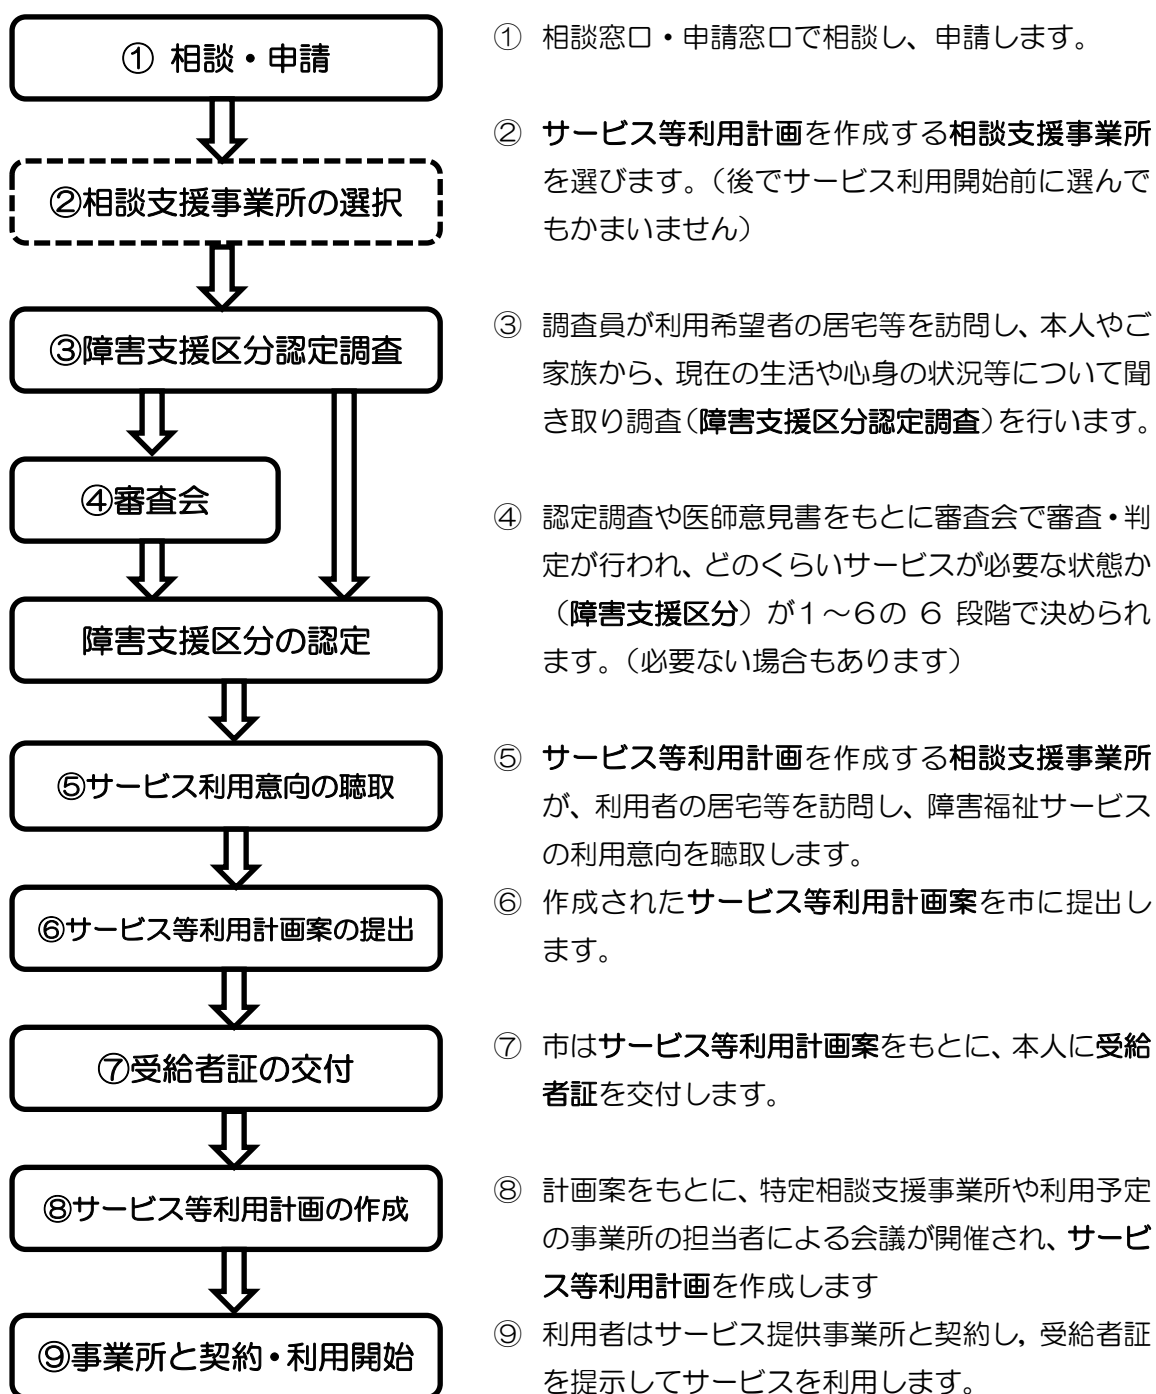 ① 相談・申請
②相談支援事業所の選択
③障害支援区分認定調査
④審査会
障害支援区分の認定
⑤サービス利用意向の聴取
⑥サービス等利用計画案の提出
⑦受給者証の交付
⑧サービス等利用計画の作成
⑨事業所と契約・利用開始
① 相談窓口・申請窓口で相談し、申請します。
② サービス等利用計画を作成する相談支援事業所
を選びます。（後でサービス利用開始前に選んで
もかまいません）
③ 調査員が利用希望者の居宅等を訪問し、本人やご
家族から、現在の生活や心身の状況等について聞
き取り調査（障害支援区分認定調査）を行います。
④ 認定調査や医師意見書をもとに審査会で審査・判
定が行われ、どのくらいサービスが必要な状態か
（障害支援区分）が１～６の ６ 段階で決められ
ます。（必要ない場合もあります）
⑤ サービス等利用計画を作成する相談支援事業所
が、利用者の居宅等を訪問し、障害福祉サービス
の利用意向を聴取します。
⑥ 作成されたサービス等利用計画案を市に提出し
ます。
⑦ 市はサービス等利用計画案をもとに、本人に受給
者証を交付します。
⑧ 計画案をもとに、特定相談支援事業所や利用予定
の事業所の担当者による会議が開催され、サービ
ス等利用計画を作成します
⑨ 利用者はサービス提供事業所と契約し，受給者証
を提示してサービスを利用します。